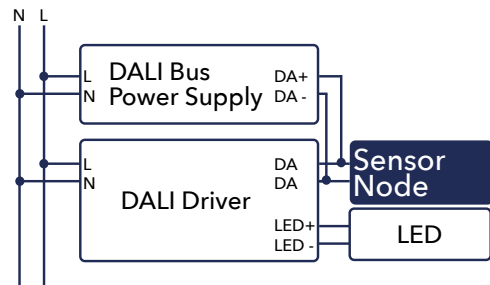 N L
L DALI Bus DA+
N Power Supply DA -
L DA Sensor
N DA Node
DALI Driver
LED+ LED
LED -